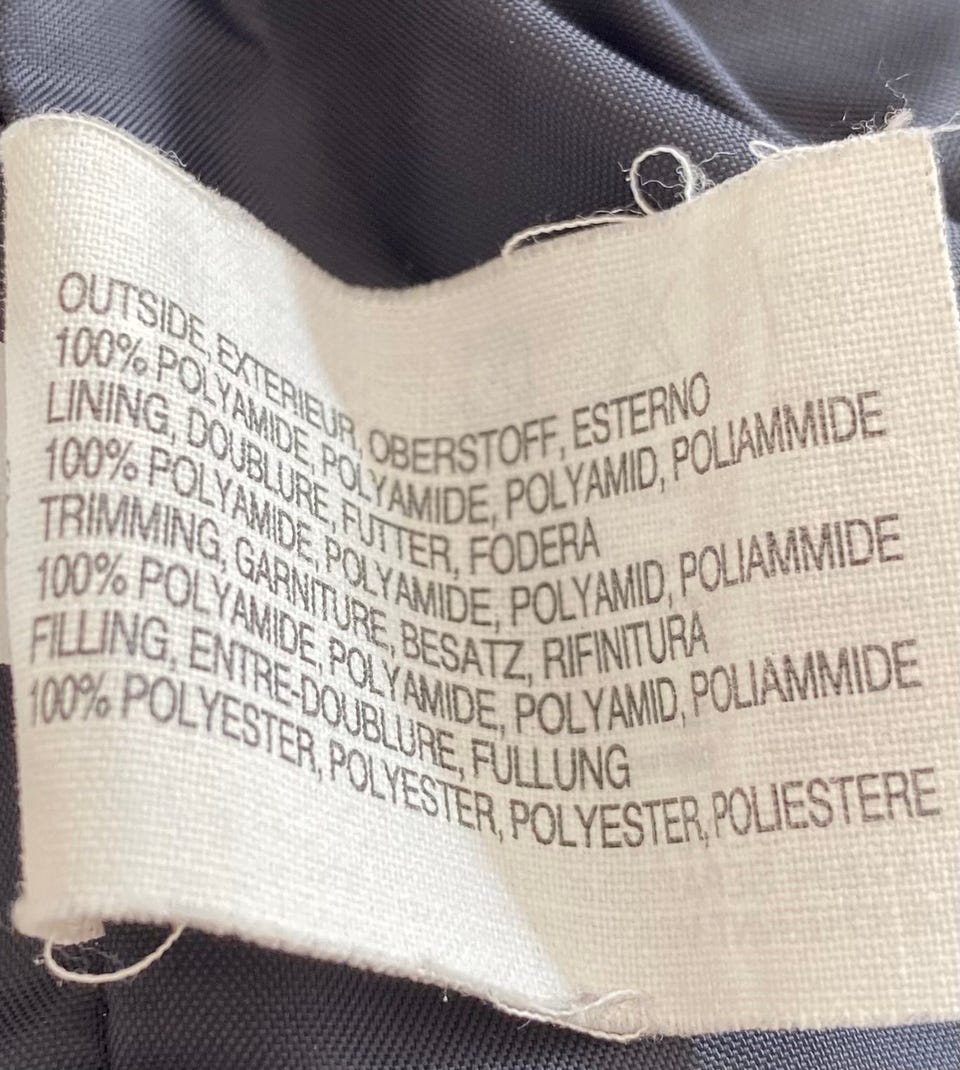 OUTSIDE, EXTERIEUR, OBERSTOFF, ESTERNO
100% POLYAMIDE, POLYAMIDE, POLYAMID, POLIAMMIDE
LINING, DOUBLURE, FUTTER, FODERA
100% POLYAMIDE, POLYAMIDE, POLYAMID, POLIAMMIDE
TRIMMING, GARNITURE, BESATZ, RIFINITURA
100% POLYAMIDE, POLYAMIDE, POLYAMID, POLIAMMIDE
FILLING, ENTRE-DOUBLURE, FULLUNG
100% POLYESTER, POLYESTER, POLYESTER, POLIESTERE